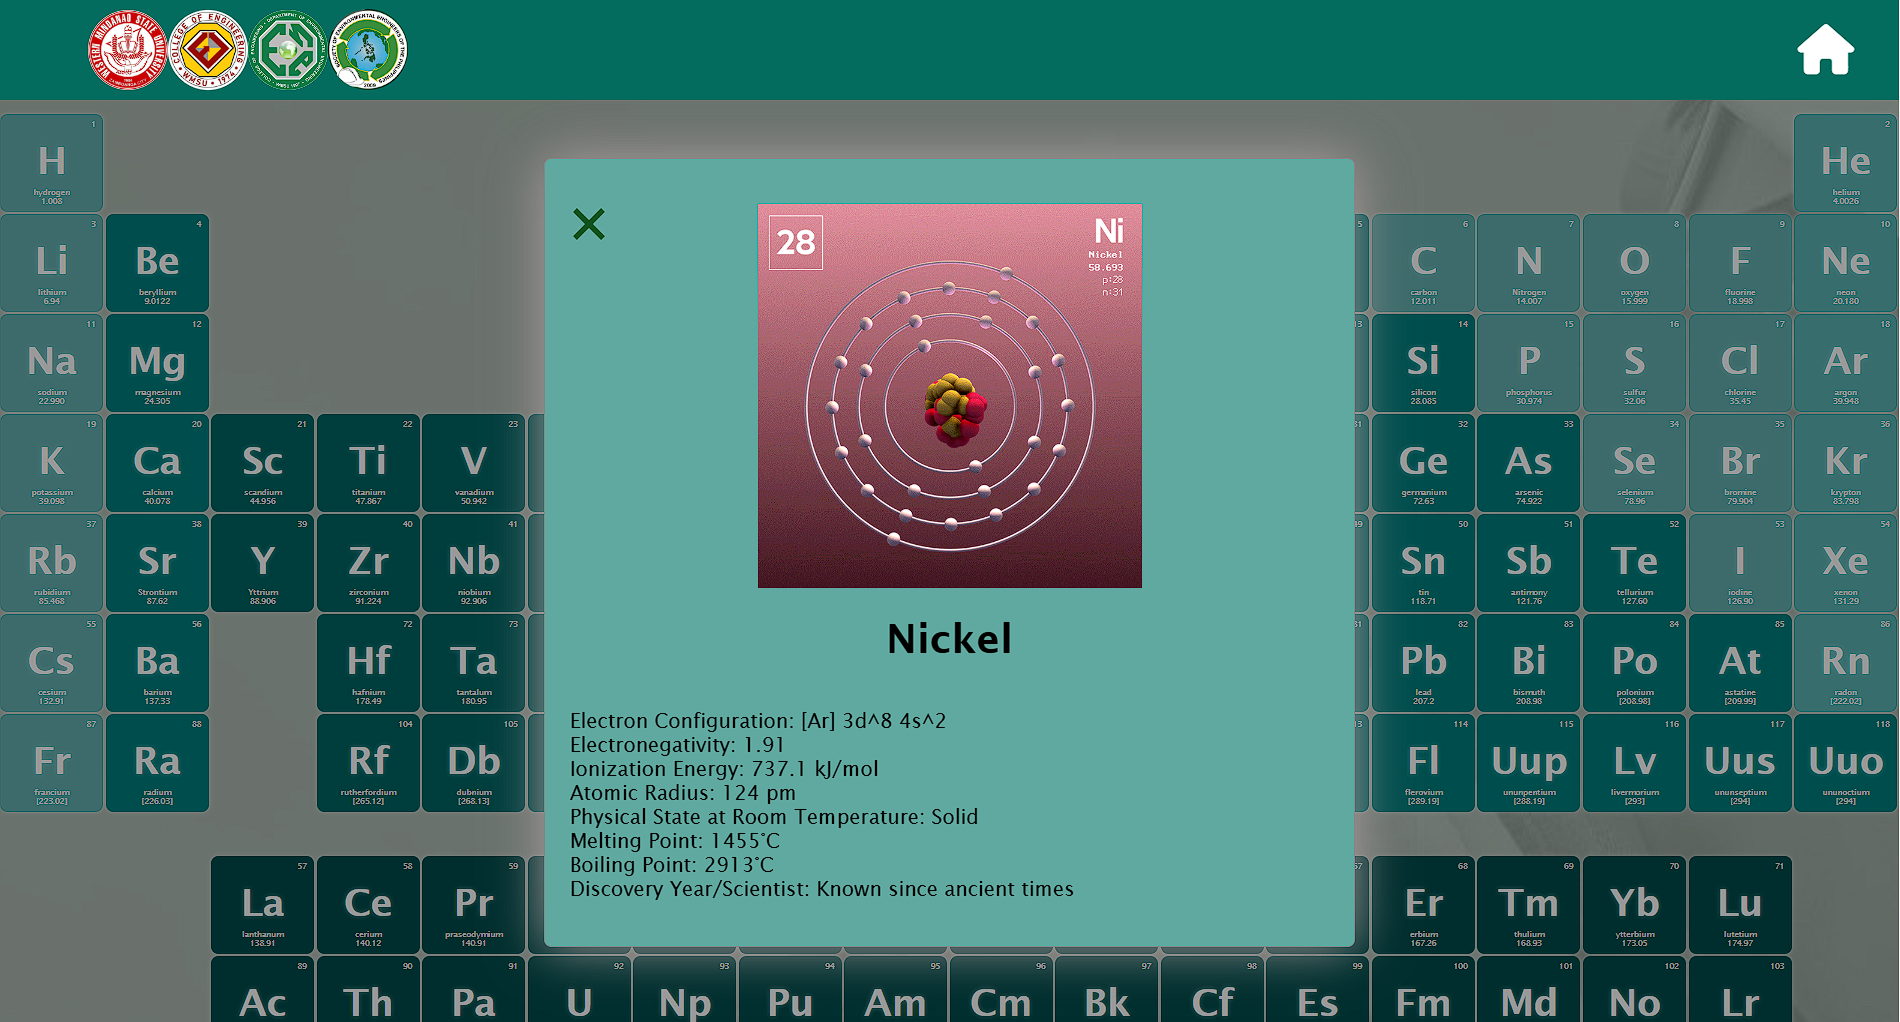 WESTERN MINDANAO STATE UNIVERSITY
COLLEGE OF ENGINEERING
WMSU • 1974
2009
1
H
hydrogen
1.008
2
He
helium
4.0026
3
Li
lithium
6.94
4
Be
beryllium
9.0122
5
6
C
carbon
12.011
7
N
Nitrogen
14.007
8
O
oxygen
15.999
9
F
fluorine
18.998
10
Ne
neon
20.180
11
Na
sodium
22.990
12
Mg
magnesium
24.305
14
Si
silicon
28.085
15
P
phosphorus
30.974
16
S
sulfur
32.06
17
Cl
chlorine
35.45
18
Ar
argon
39.948
19
K
potassium
39.098
20
Ca
calcium
40.078
21
Sc
scandium
44.956
22
Ti
titanium
47.867
23
V
vanadium
50.942
32
Ge
germanium
72.63
33
As
arsenic
74.922
34
Se
selenium
78.96
35
Br
bromine
79.904
36
Kr
krypton
83.798
37
Rb
rubidium
85.468
38
Sr
Strontium
87.62
39
Y
Yttrium
88.906
40
Zr
zirconium
91.224
41
Nb
niobium
92.906
50
Sn
tin
118.71
51
Sb
antimony
121.76
52
Te
tellurium
127.60
53
I
iodine
126.90
54
Xe
xenon
131.29
55
Cs
cesium
132.91
56
Ba
barium
137.33
72
Hf
hafnium
178.49
73
Ta
tantalum
180.95
82
Pb
lead
207.2
83
Bi
bismuth
208.98
84
Po
polonium
[208.98]
85
At
astatine
[209.99]
86
Rn
radon
[222.02]
87
Fr
francium
[223.02]
88
Ra
radium
[226.03]
104
Rf
rutherfordium
[265.12]
105
Db
dubnium
[268.13]
114
Fl
flerovium
[289.19]
115
Uup
ununpentium
[288.19]
116
Lv
livermorium
[293]
117
Uus
ununseptium
[294]
118
Uuo
ununoctium
[294]
28
Ni
Nickel
58.693
p:28
n:31
Nickel
Electron Configuration: [Ar] 3d^8 4s^2
Electronegativity: 1.91
Ionization Energy: 737.1 kJ/mol
Atomic Radius: 124 pm
Physical State at Room Temperature: Solid
Melting Point: 1455°C
Boiling Point: 2913°C
Discovery Year/Scientist: Known since ancient times
57
La
lanthanum
138.91
58
Ce
cerium
140.12
59
Pr
praseodymium
140.91
68
Er
erbium
167.26
69
Tm
thulium
168.93
70
Yb
ytterbium
173.05
71
Lu
lutetium
174.97
89
Ac
90
Th
91
Pa
92
U
93
Np
94
Pu
95
Am
96
Cm
97
Bk
98
Cf
99
Es
100
Fm
101
Md
102
No
103
Lr